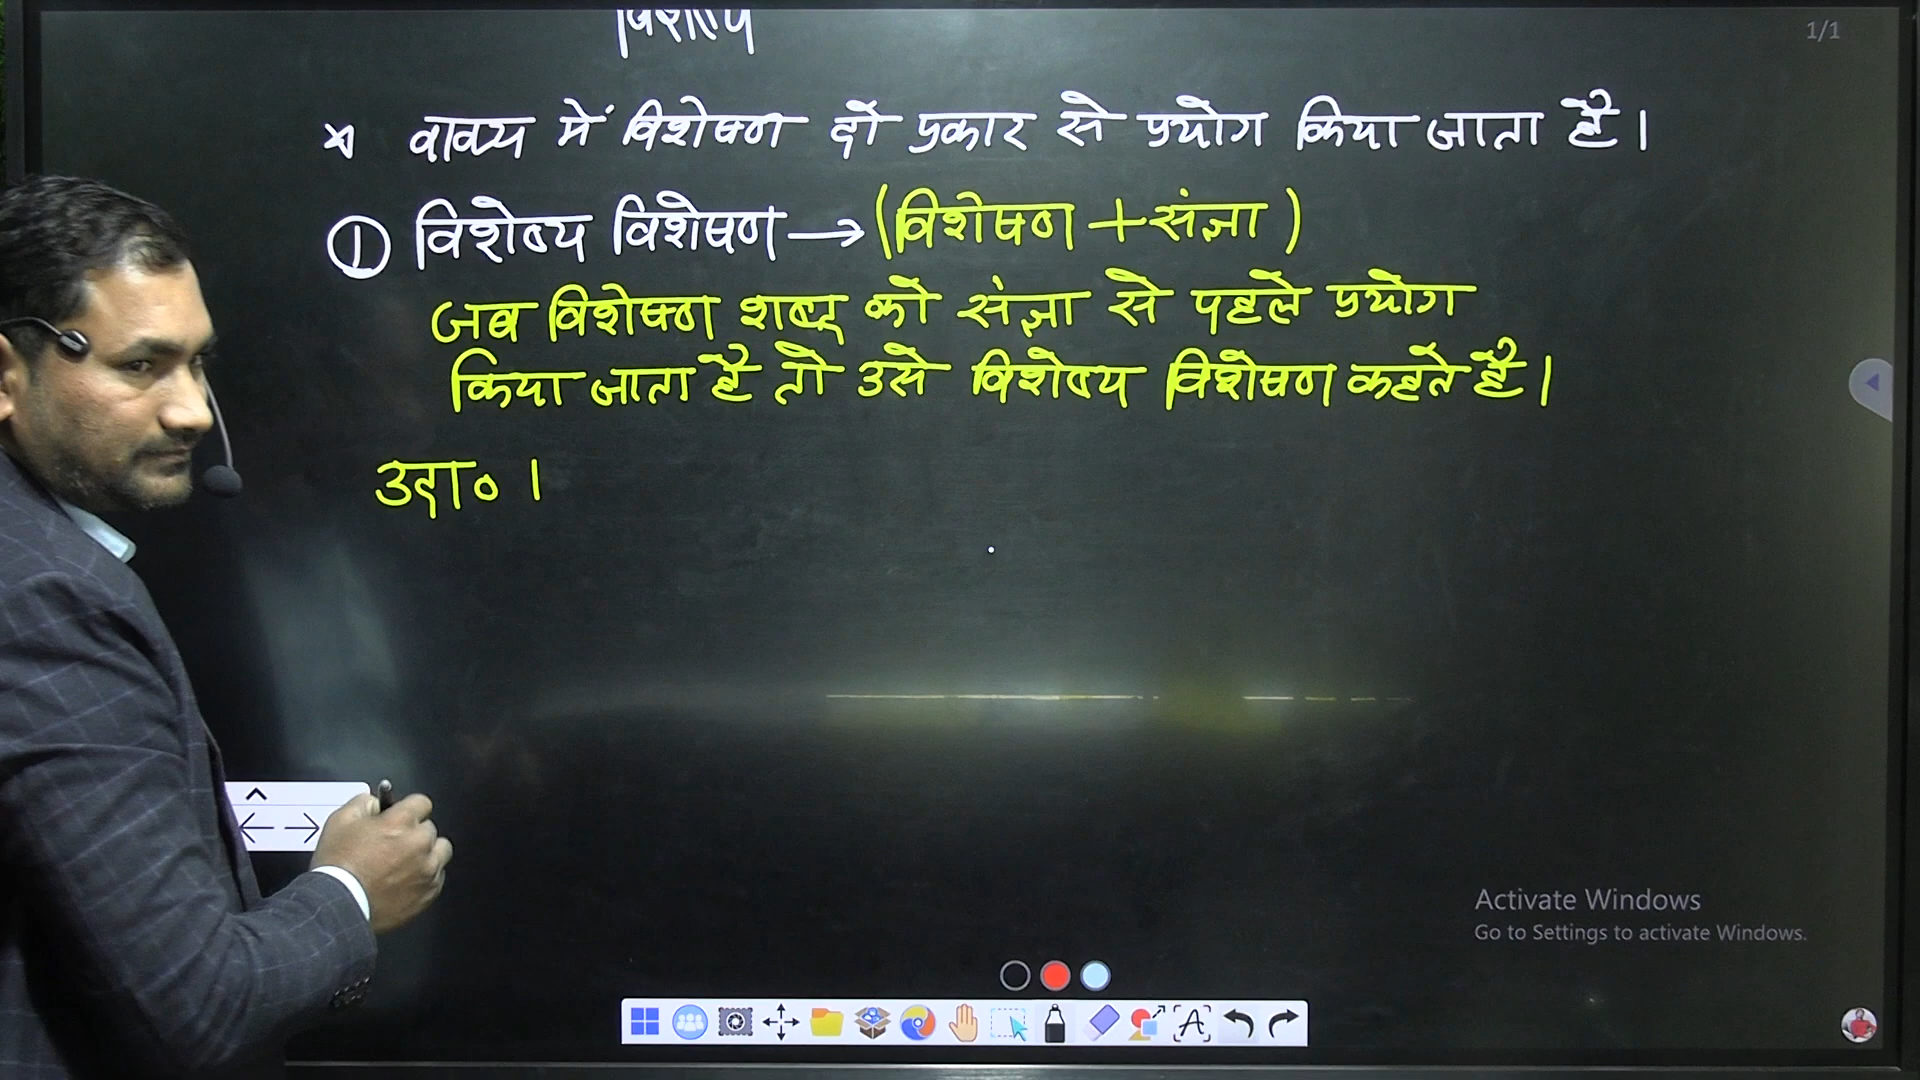 विशेष्य
1/1
* वाक्य में विशेषण दो प्रकार से प्रयोग किया जाता है।
① विशेष्य विशेषण → (विशेषण + संज्ञा)
जब विशेषण शब्द को संज्ञा से पहले प्रयोग
किया जाता है तो उसे विशेष्य विशेषण कहते है।
उदा० ।
Activate Windows
Go to Settings to activate Windows.